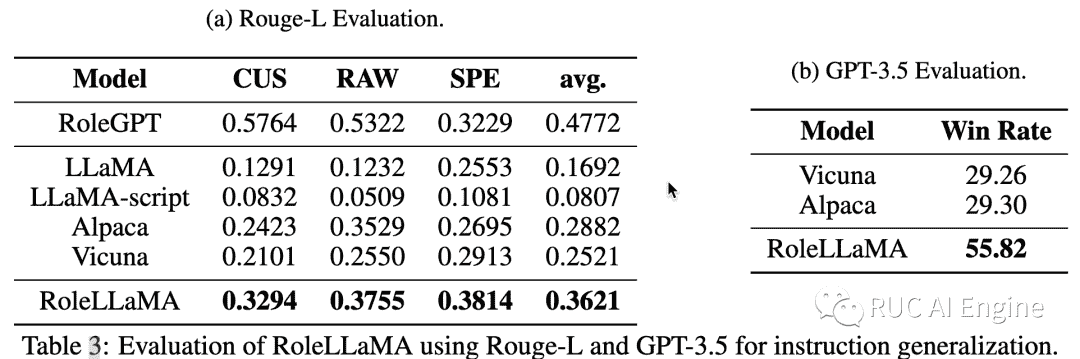 (a) Rouge-L Evaluation.
Model CUS RAW SPE avg.
RoleGPT 0.5764 0.5322 0.3229 0.4772
LLaMA 0.1291 0.1232 0.2553 0.1692
LLaMA-script 0.0832 0.0509 0.1081 0.0807
Alpaca 0.2423 0.3529 0.2695 0.2882
Vicuna 0.2101 0.2550 0.2913 0.2521
RoleLLaMA 0.3294 0.3755 0.3814 0.3621
(b) GPT-3.5 Evaluation.
Model Win Rate
Vicuna 29.26
Alpaca 29.30
RoleLLaMA 55.82
RUC AI Engine
Table 3: Evaluation of RoleLLaMA using Rouge-L and GPT-3.5 for instruction generalization.